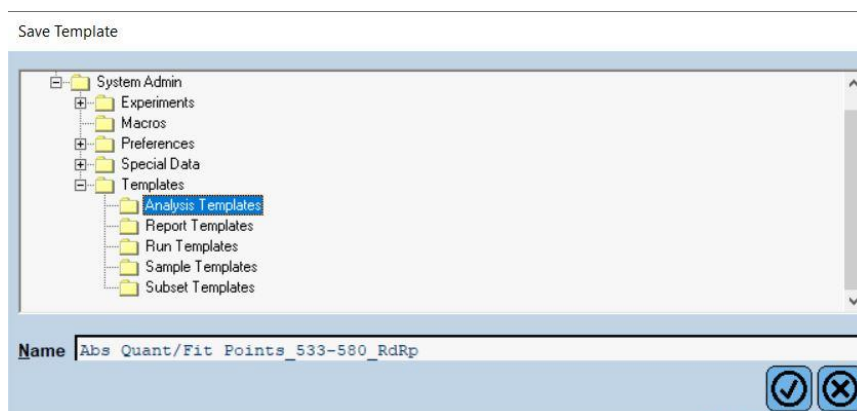 Save Template
System Admin
Experiments
Macros
Preferences
Special Data
Templates
Analysis Templates
Report Templates
Run Templates
Sample Templates
Subset Templates
Name Abs Quant/Fit Points_533-580_RdRp